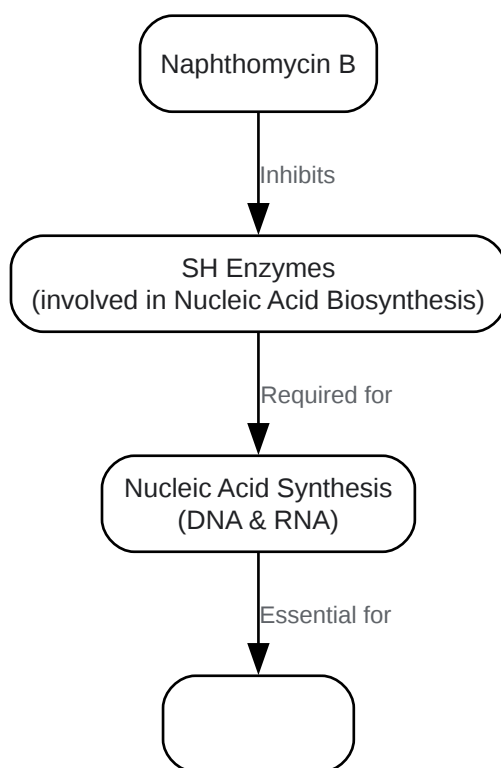 Naphthomycin B
Inhibits
SH Enzymes
(involved in Nucleic Acid Biosynthesis)
Required for
Nucleic Acid Synthesis
(DNA & RNA)
Essential for